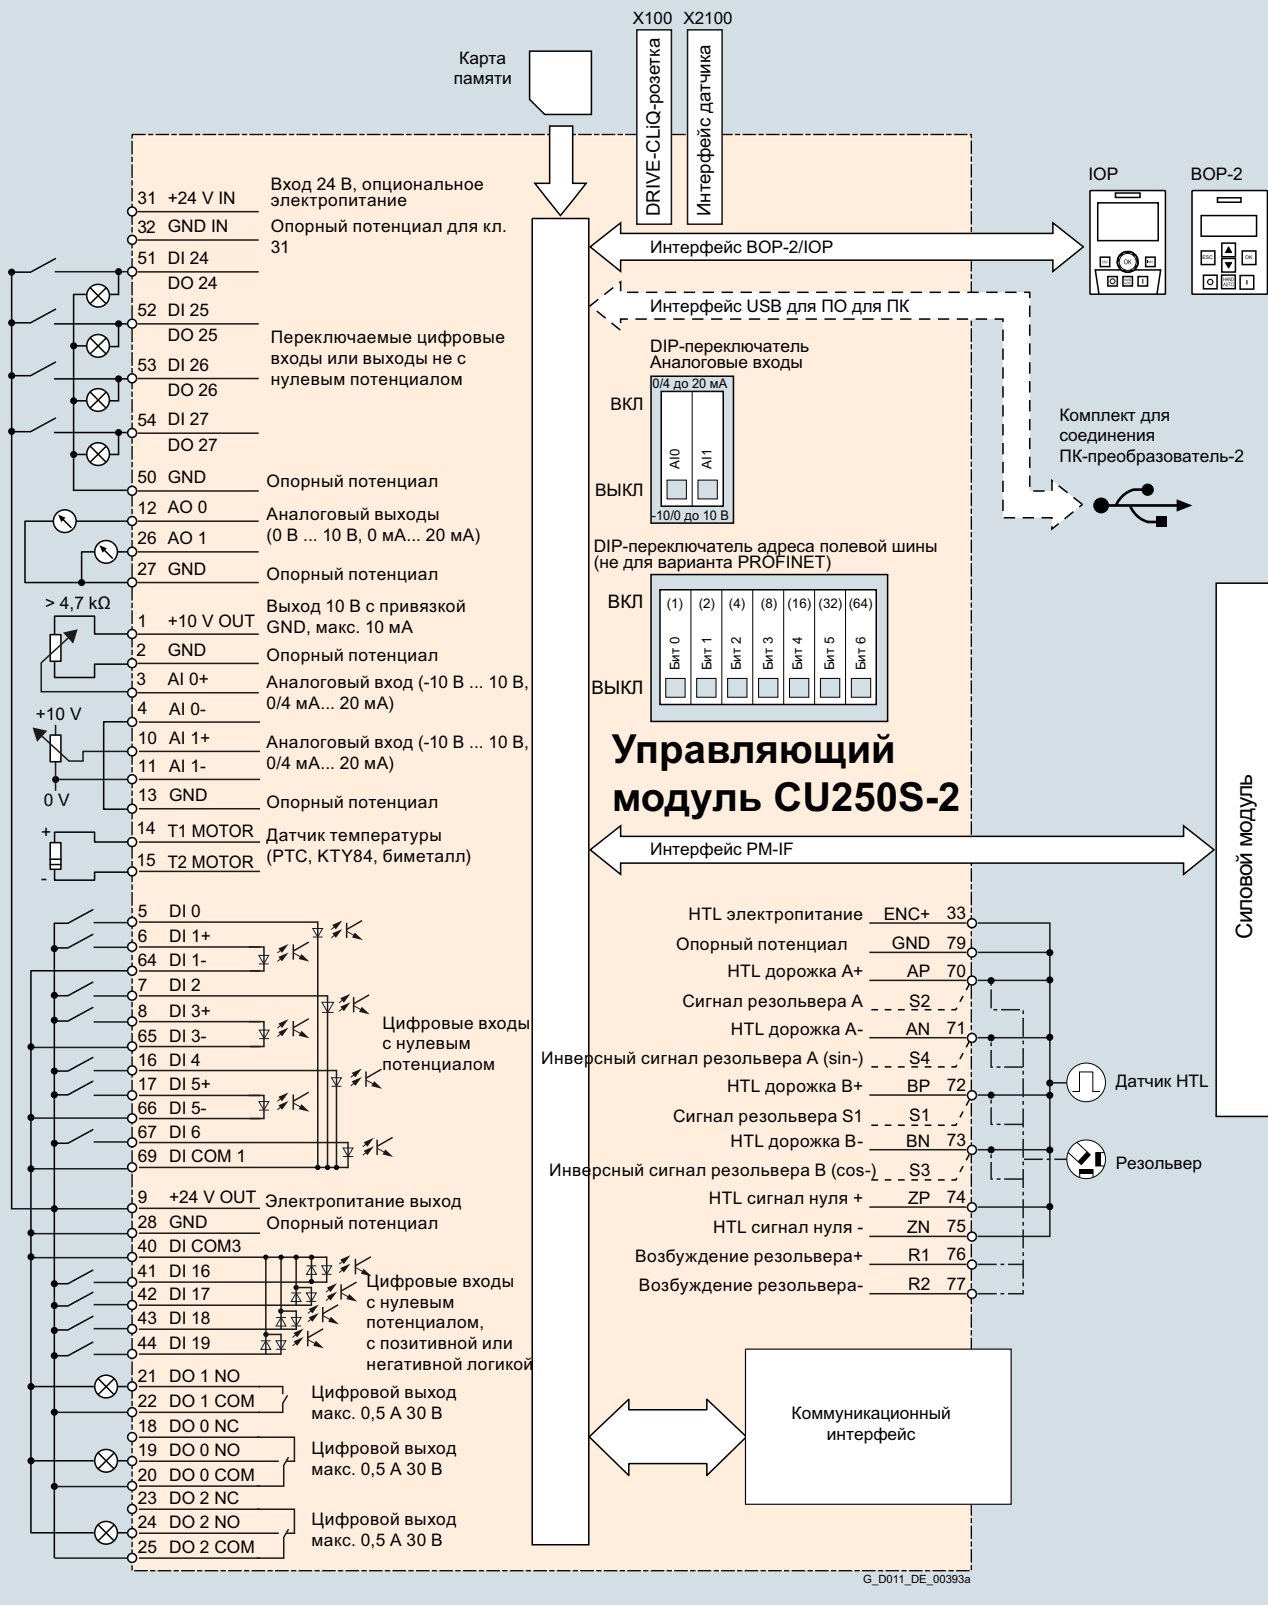 X100 X2100
Карта
памяти
DRIVE-CLiQ-розетка
Интерфейс датчика
IOP
BOP-2
31 +24 V IN
Вход 24 В, опциональное
электропитание
32 GND IN
Опорный потенциал для кл.
31
51 DI 24
DO 24
52 DI 25
DO 25
53 DI 26
DO 26
54 DI 27
DO 27
Переключаемые цифровые
входы или выходы не с
нулевым потенциалом
50 GND
Опорный потенциал
12 AO 0
26 AO 1
Аналоговый выходы
(0 В ... 10 В, 0 мА... 20 мА)
27 GND
Опорный потенциал
> 4,7 kΩ
1 +10 V OUT
Выход 10 В с привязкой
GND, макс. 10 мА
2 GND
Опорный потенциал
3 AI 0+
4 AI 0-
Аналоговый вход (-10 В ... 10 В,
0/4 мА... 20 мА)
+10 V
0 V
10 AI 1+
11 AI 1-
Аналоговый вход (-10 В ... 10 В,
0/4 мА... 20 мА)
13 GND
Опорный потенциал
+
-
14 T1 MOTOR
15 T2 MOTOR
Датчик температуры
(PTC, KTY84, биметалл)
5 DI 0
6 DI 1+
64 DI 1-
7 DI 2
8 DI 3+
65 DI 3-
16 DI 4
17 DI 5+
66 DI 5-
67 DI 6
69 DI COM 1
Цифровые входы
с нулевым
потенциалом
9 +24 V OUT
Электропитание выход
28 GND
Опорный потенциал
40 DI COM3
41 DI 16
42 DI 17
43 DI 18
44 DI 19
Цифровые входы
с нулевым
потенциалом,
с позитивной или
негативной логикой
21 DO 1 NO
22 DO 1 COM
Цифровой выход
макс. 0,5 А 30 В
18 DO 0 NC
19 DO 0 NO
20 DO 0 COM
Цифровой выход
макс. 0,5 А 30 В
23 DO 2 NC
24 DO 2 NO
25 DO 2 COM
Цифровой выход
макс. 0,5 А 30 В
Интерфейс BOP-2/IOP
OK
ESC
OK
HAND
AUTO
Интерфейс USB для ПО для ПК
Комплект для
соединения
ПК-преобразователь-2
DIP-переключатель
Аналоговые входы
0/4 до 20 мА
ВКЛ
AI0
AI1
ВЫКЛ
-10/0 до 10 В
DIP-переключатель адреса полевой шины
(не для варианта PROFINET)
ВКЛ
(1) (2) (4) (8) (16) (32) (64)
Бит 0
Бит 1
Бит 2
Бит 3
Бит 4
Бит 5
Бит 6
ВЫКЛ
Управляющий
модуль CU250S-2
Интерфейс PM-IF
Силовой модуль
HTL электропитание ENC+ 33
Опорный потенциал GND 79
HTL дорожка A+ AP 70
Сигнал резольвера A S2
HTL дорожка A- AN 71
Инверсный сигнал резольвера A (sin-) S4
HTL дорожка B+ BP 72
Сигнал резольвера S1 S1
HTL дорожка B- BN 73
Инверсный сигнал резольвера B (cos-) S3
HTL сигнал нуля + ZP 74
HTL сигнал нуля - ZN 75
Возбуждение резольвера+ R1 76
Возбуждение резольвера- R2 77
Датчик HTL
Резольвер
Коммуникационный
интерфейс
G_D011_DE_00393a